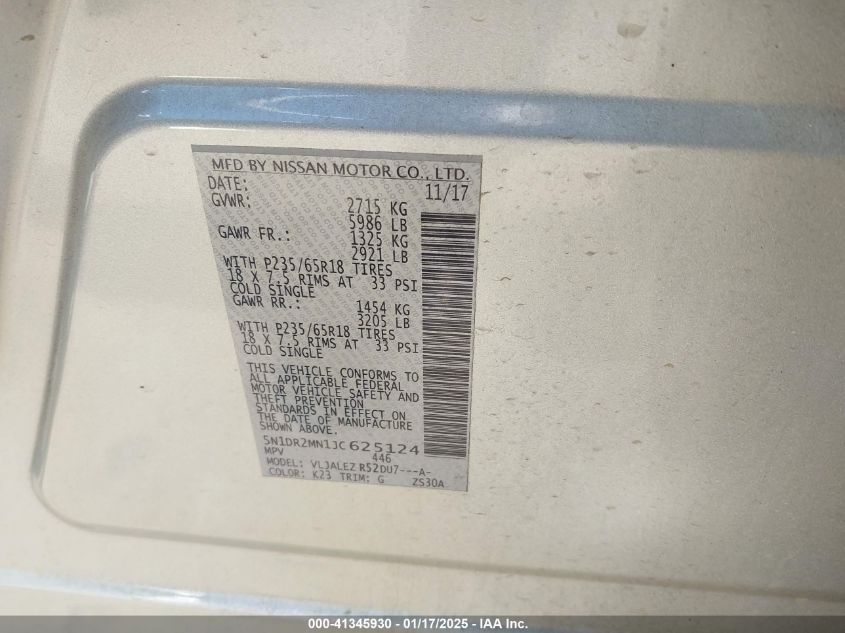 MFD BY NISSAN MOTOR CO., LTD.
DATE: 11/17
GVWR: 2715 KG
5986 LB
GAWR FR.: 1325 KG
2921 LB
WITH P235/65R18 TIRES
18 X 7.5 RIMS AT 33 PSI
COLD SINGLE
GAWR RR.: 1454 KG
3205 LB
WITH P235/65R18 TIRES
18 X 7.5 RIMS AT 33 PSI
COLD SINGLE
THIS VEHICLE CONFORMS TO
ALL APPLICABLE FEDERAL
MOTOR VEHICLE SAFETY AND
THEFT PREVENTION
STANDARDS IN EFFECT ON
THE DATE OF MANUFACTURE
SHOWN ABOVE.
5N1DR2MN1JC625124
MPV 446
MODEL: VLJALEZ R52DU7---A-
COLOR: K23 TRIM: G ZS30A
000-41345930 - 01/17/2025 - IAA Inc.